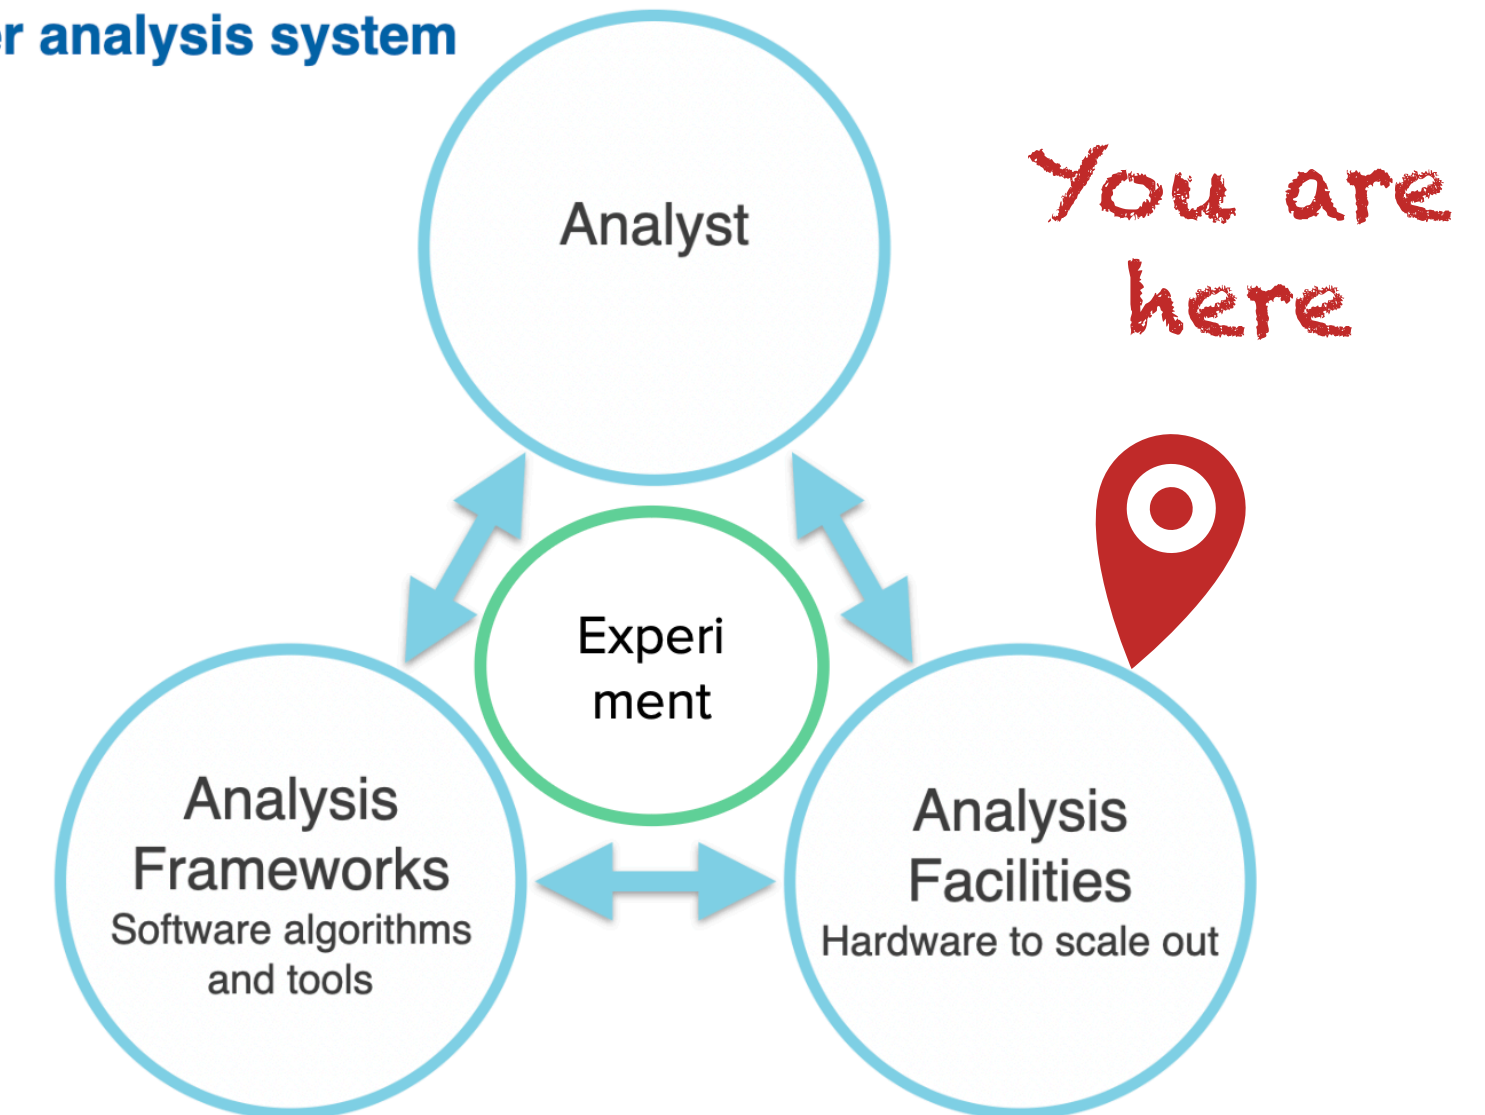 analysis system
Analyst
You are
here
Experi
ment
Analysis
Frameworks
Software algorithms
and tools
Analysis
Facilities
Hardware to scale out